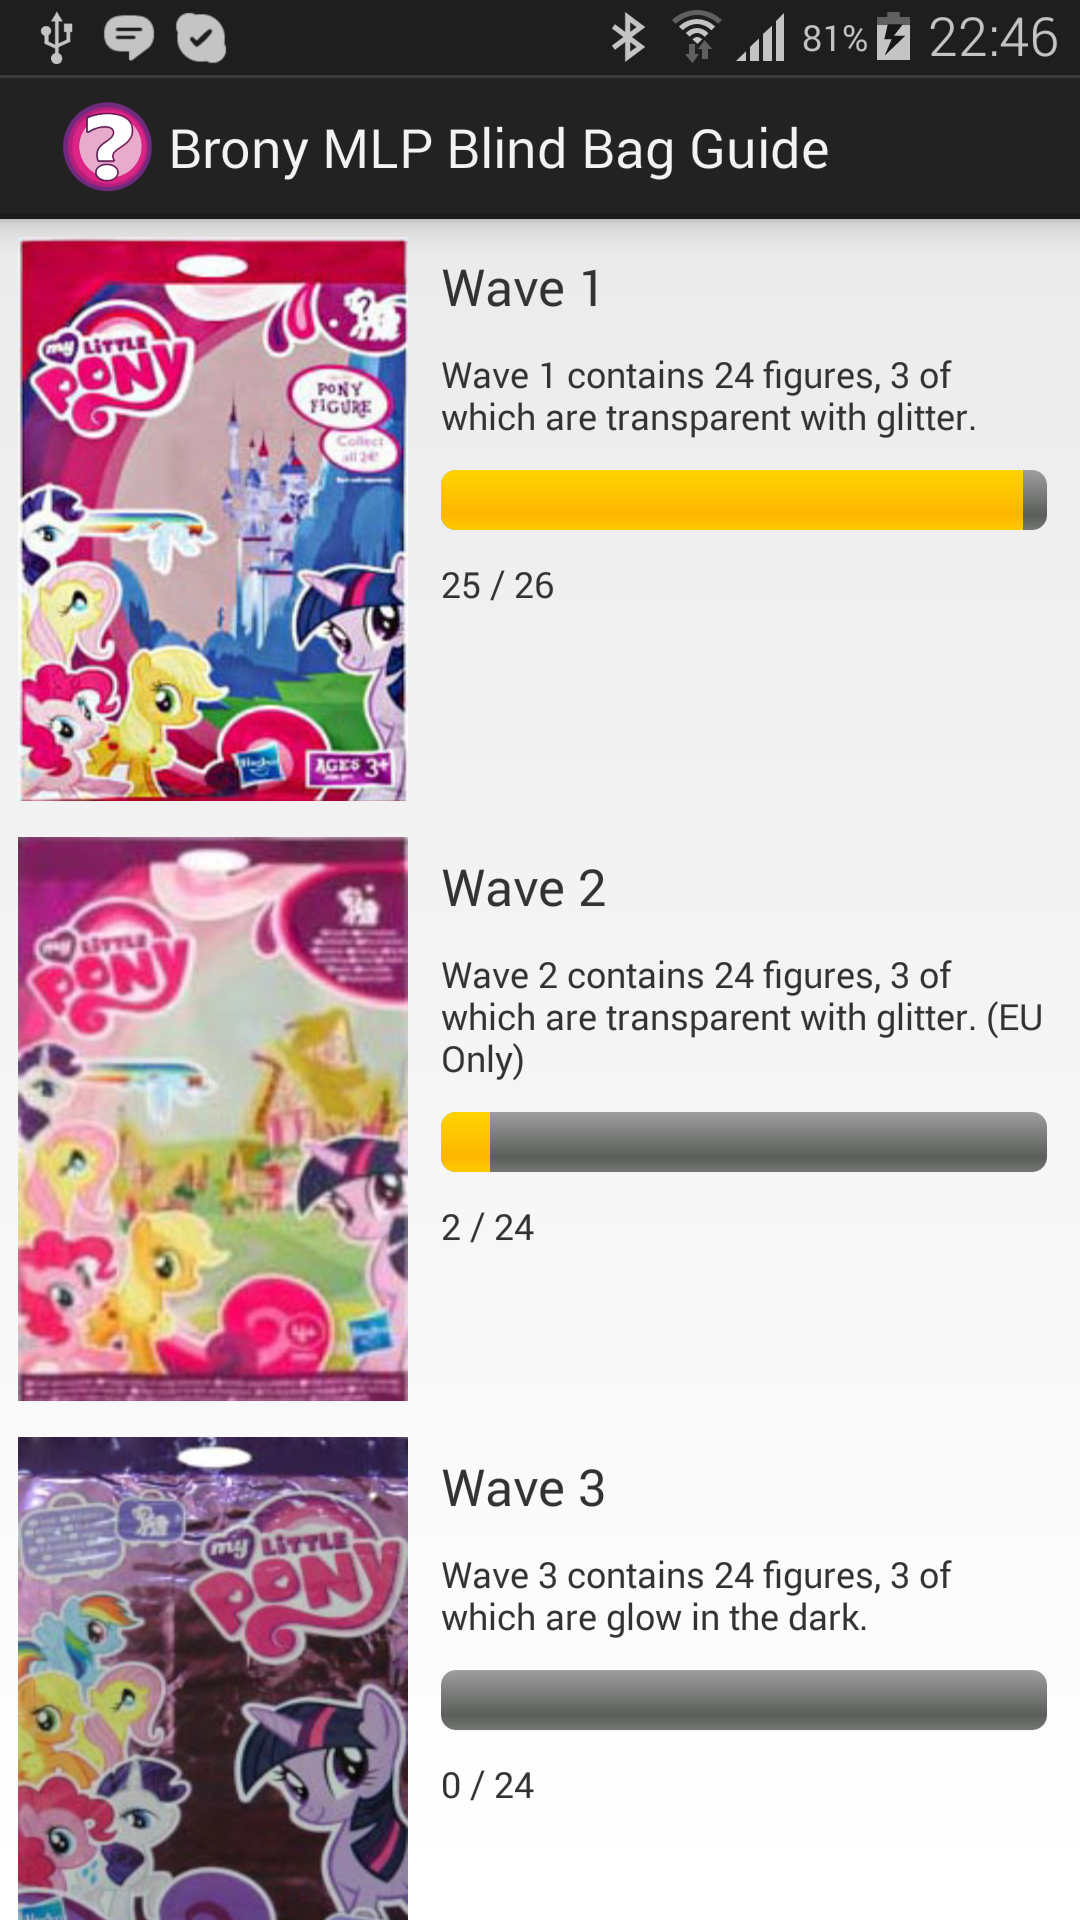 81% 22:46
Brony MLP Blind Bag Guide
my LITTLE
PONY
PONY
FIGURE
Collect
all 24!
Hasbro
AGES 3+
Wave 1
Wave 1 contains 24 figures, 3 of
which are transparent with glitter.
25 / 26
my LITTLE
PONY
Wave 2
Wave 2 contains 24 figures, 3 of
which are transparent with glitter. (EU
Only)
2 / 24
my LITTLE
PONY
Wave 3
Wave 3 contains 24 figures, 3 of
which are glow in the dark.
0 / 24